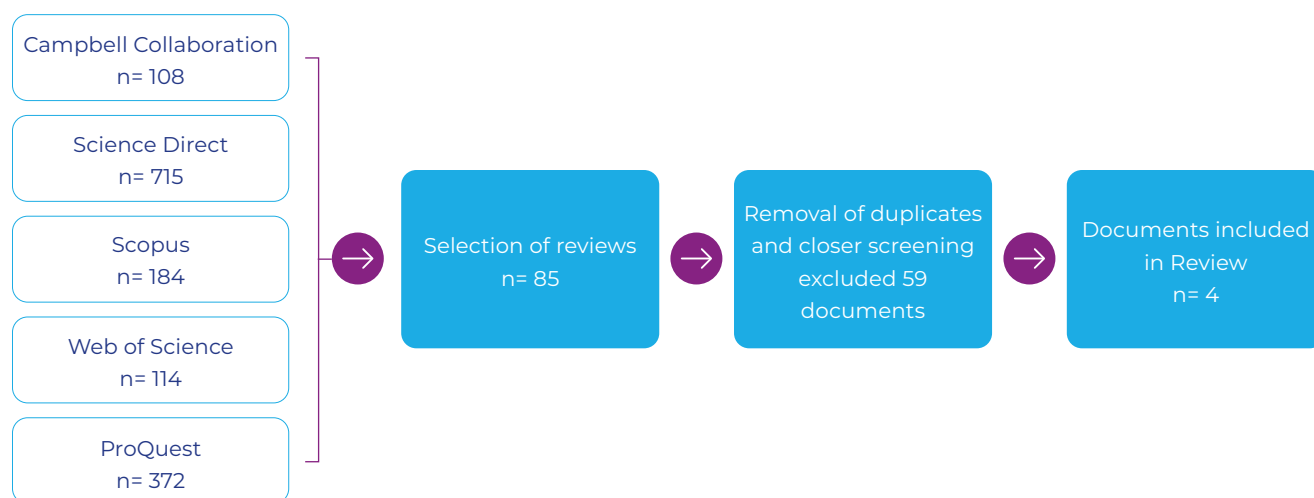 Campbell Collaboration
n= 108
Science Direct
n= 715
Scopus
n= 184
Web of Science
n= 114
ProQuest
n= 372
Selection of reviews
n= 85
Removal of duplicates
and closer screening
excluded 59
documents
Documents included
in Review
n= 4